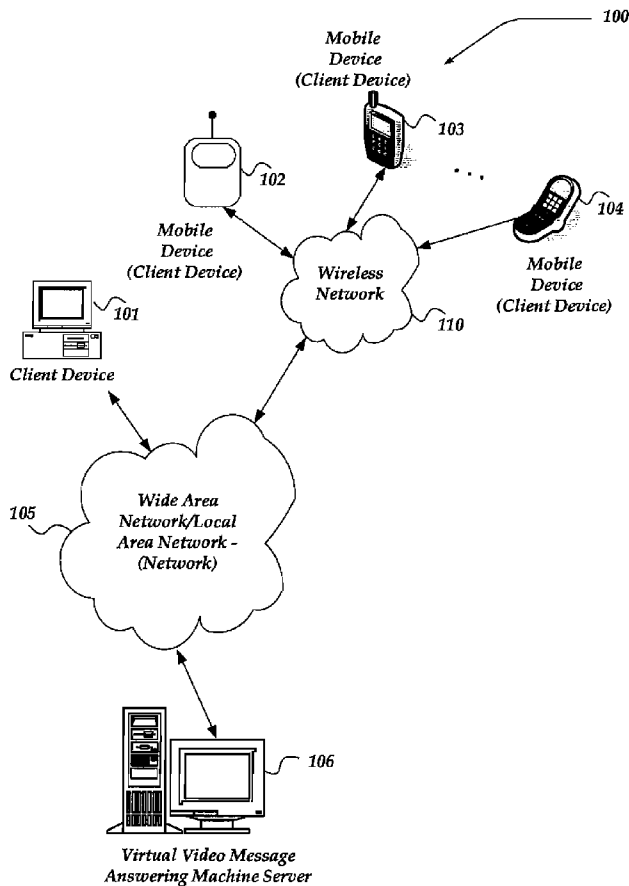 100
Mobile
Device
(Client Device)
103
102
104
Mobile
Device
(Client Device)
Wireless
Network
Mobile
Device
(Client Device)
110
101
Client Device
105
Wide Area
Network/Local
Area Network -
(Network)
106
Virtual Video Message
Answering Machine Server